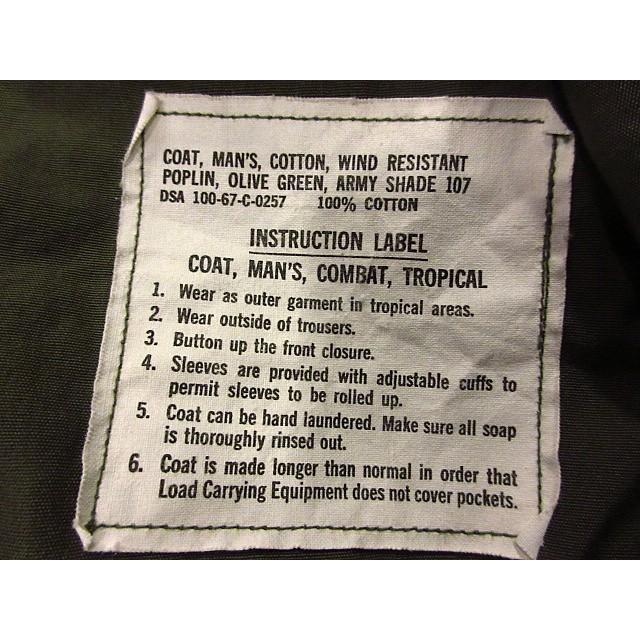 COAT, MAN'S, COTTON, WIND RESISTANT
POPLIN, OLIVE GREEN, ARMY SHADE 107
DSA 100-67-C-0257 100% COTTON
INSTRUCTION LABEL
COAT, MAN'S, COMBAT, TROPICAL
1. Wear as outer garment in tropical areas.
2. Wear outside of trousers.
3. Button up the front closure.
4. Sleeves are provided with adjustable cuffs to
permit sleeves to be rolled up.
5. Coat can be hand laundered. Make sure all soap
is thoroughly rinsed out.
6. Coat is made longer than normal in order that
Load Carrying Equipment does not cover pockets.